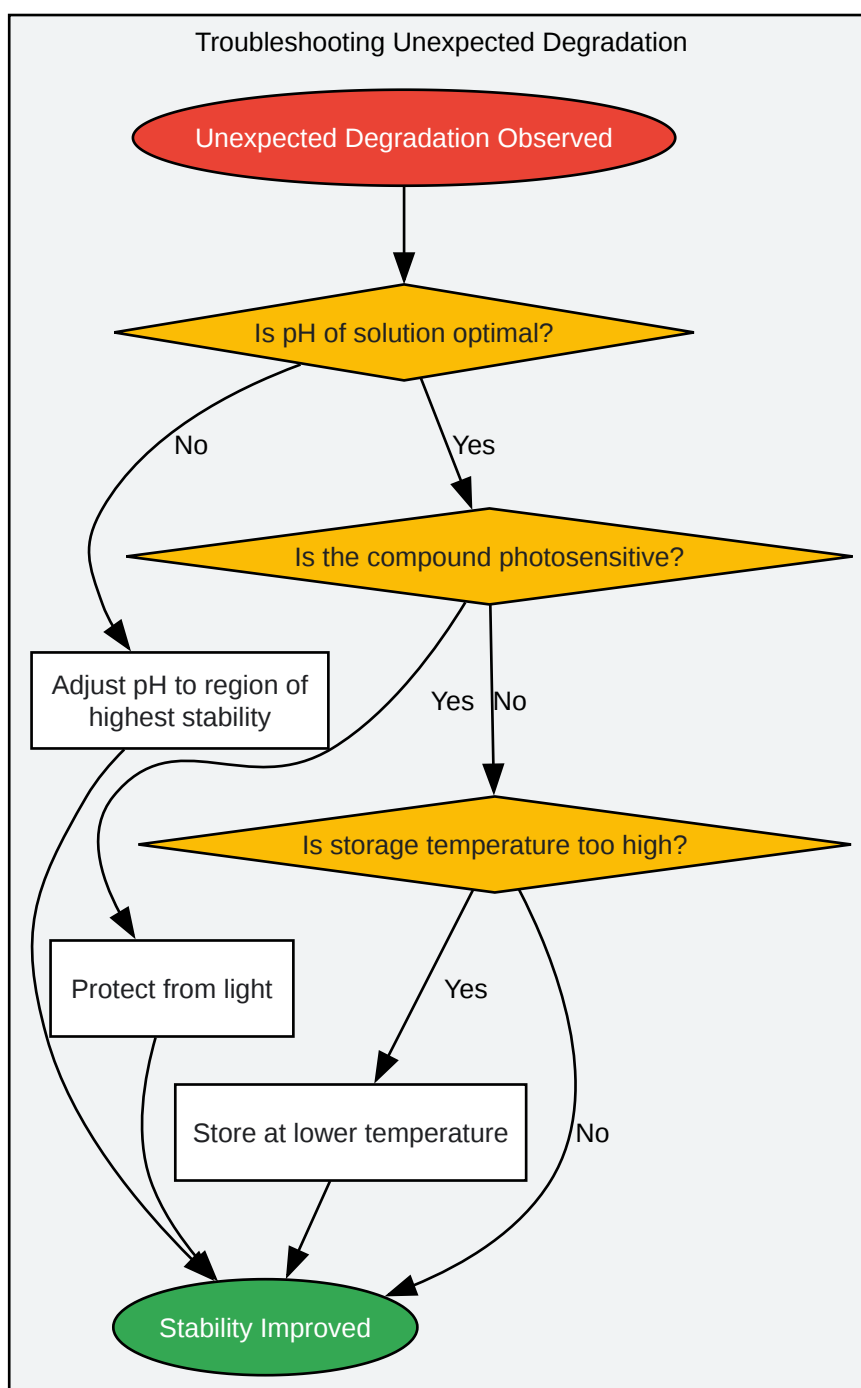 Troubleshooting Unexpected Degradation
Unexpected Degradation Observed
Is pH of solution optimal?
No
Yes
Is the compound photosensitive?
Adjust pH to region of
highest stability
Yes
No
Is storage temperature too high?
Protect from light
Yes
Store at lower temperature
No
Stability Improved